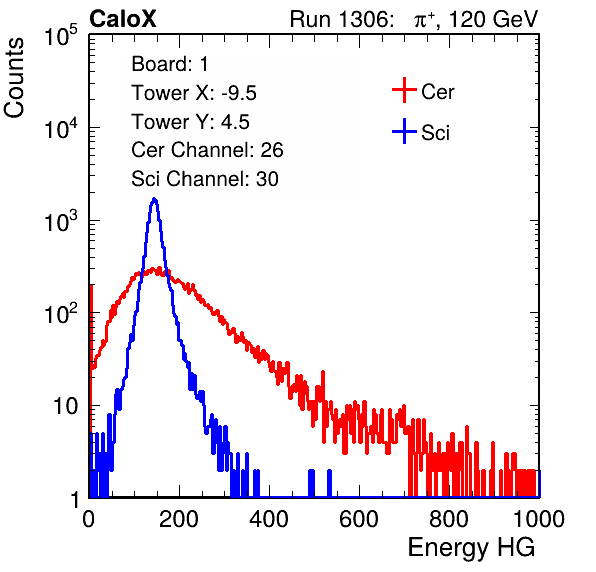 CaloX Run 1306: π⁺, 120 GeV
Board: 1
Tower X: -9.5
Tower Y: 4.5
Cer Channel: 26
Sci Channel: 30
Cer
Sci
Counts
10⁵
10⁴
10³
10²
10
1
0 200 400 600 800 1000
Energy HG